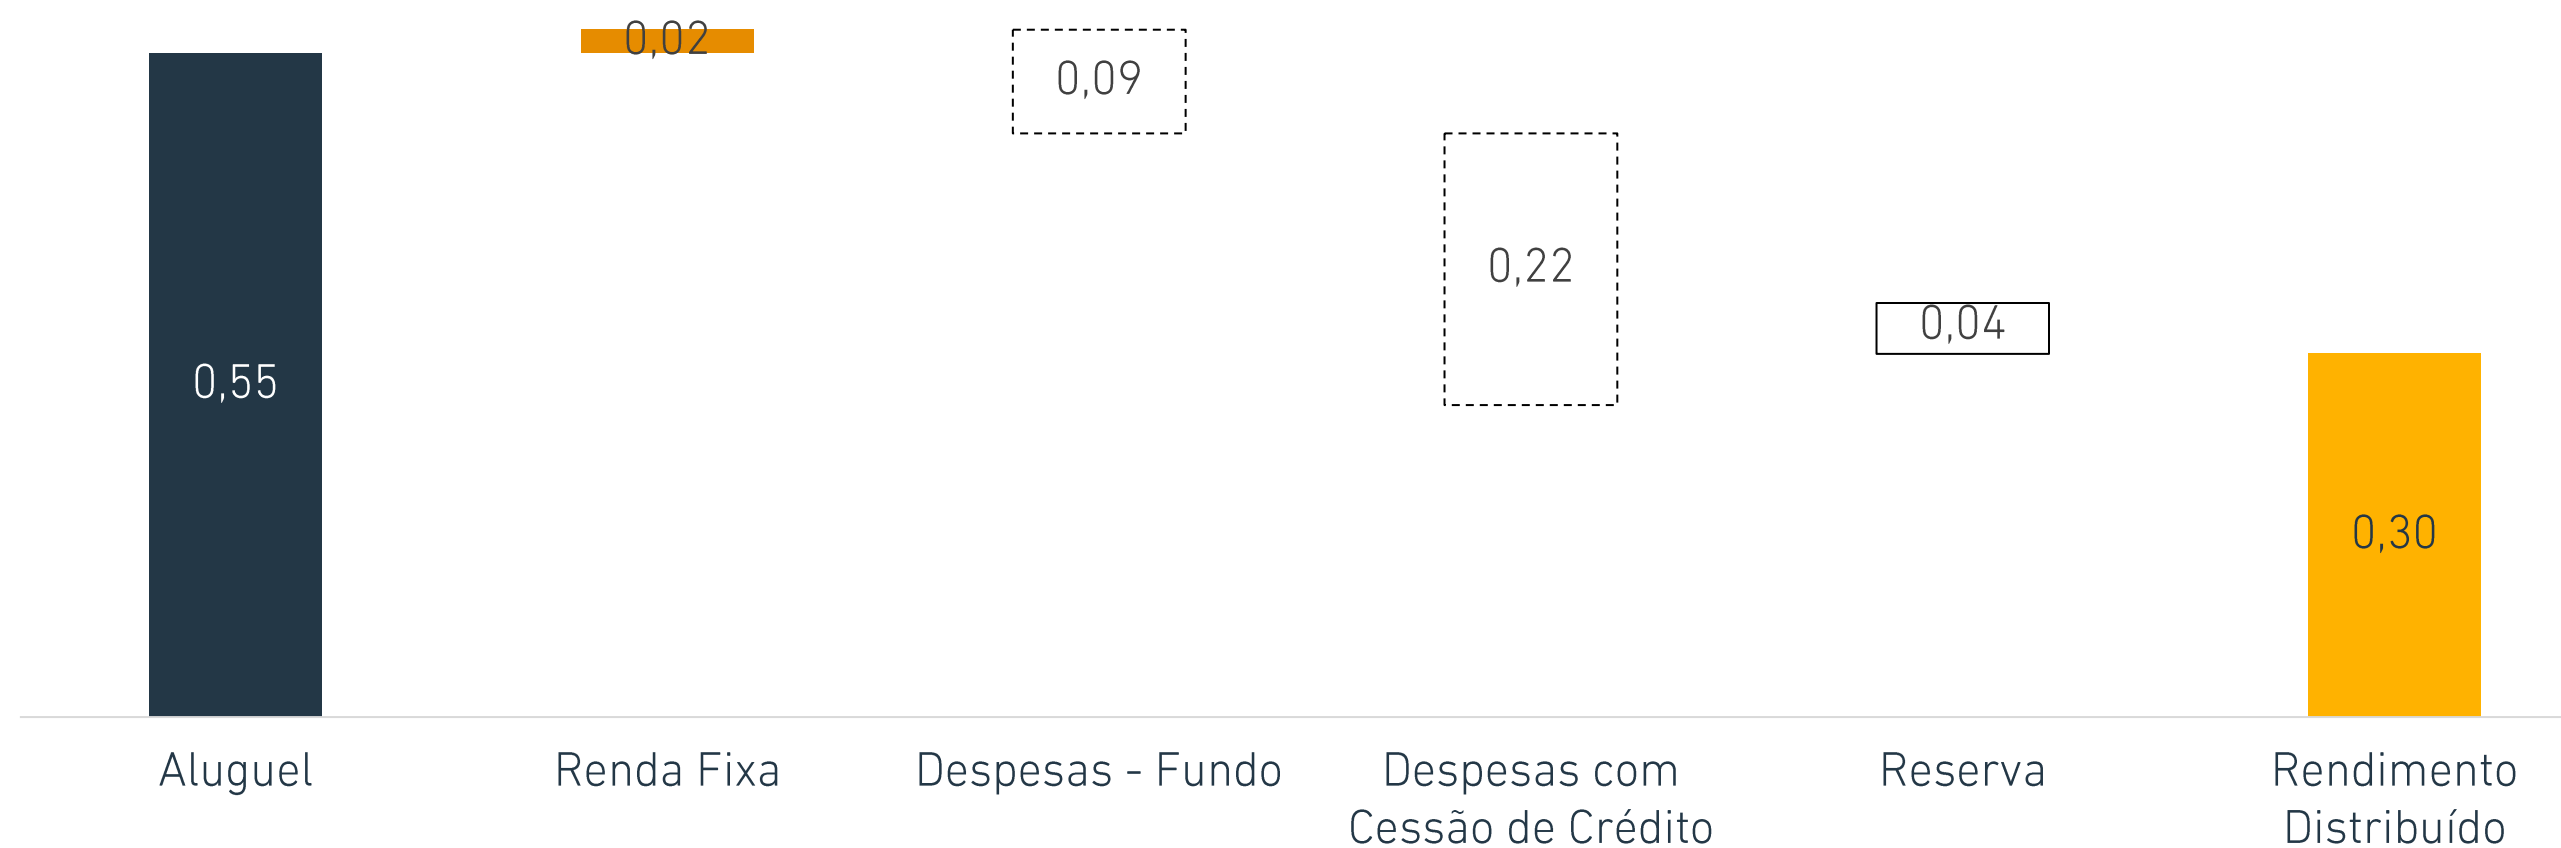 0,02
0,09
0,22
0,04
0,55
0,30
Aluguel
Renda Fixa
Despesas - Fundo
Despesas com
Cessão de Crédito
Reserva
Rendimento
Distribuído